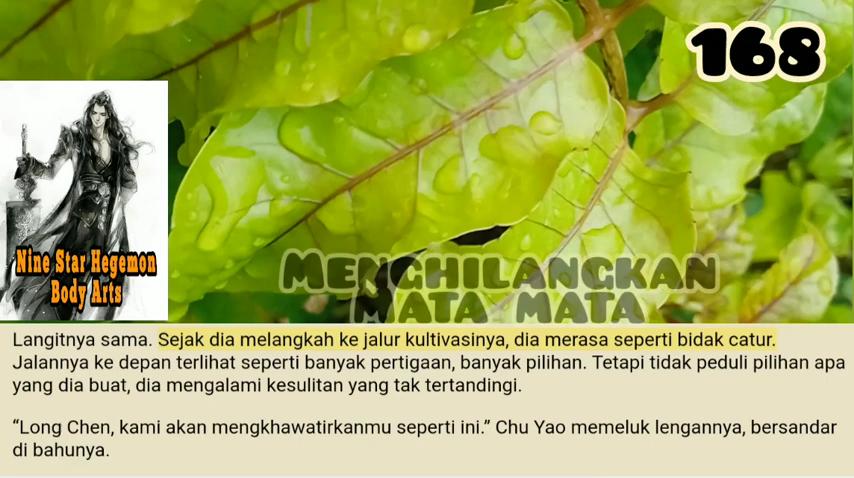 168
Nine Star Hegemon
Body Arts
MENGHILANGKAN
MATA MATA
Langitnya sama. Sejak dia melangkah ke jalur kultivasinya, dia merasa seperti bidak catur.
Jalannya ke depan terlihat seperti banyak pertigaan, banyak pilihan. Tetapi tidak peduli pilihan apa
yang dia buat, dia mengalami kesulitan yang tak tertandingi.
“Long Chen, kami akan mengkhawatirkanmu seperti ini.” Chu Yao memeluk lengannya, bersandar
di bahunya.